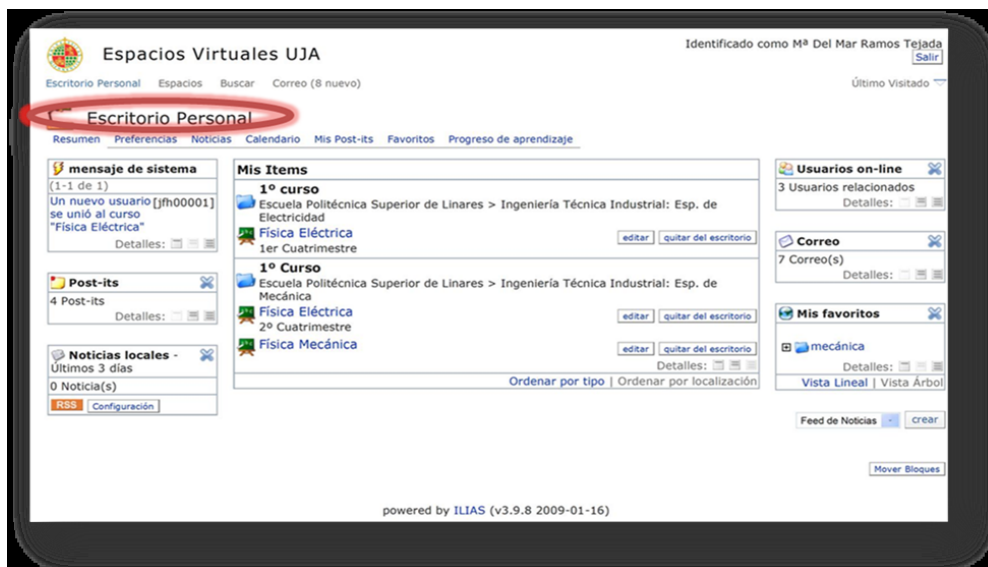 Espacios Virtuales UJA
Identificado como Mª Del Mar Ramos Tejada
Salir
Escritorio Personal Espacios Buscar Correo (8 nuevo)
Último Visitado
Escritorio Personal
Resumen Preferencias Noticias Calendario Mis Post-its Favoritos Progreso de aprendizaje
mensaje de sistema
(1-1 de 1)
Un nuevo usuario [jfh00001]
se unió al curso
"Física Eléctrica"
Detalles:
Post-its
4 Post-its
Detalles:
Noticias locales -
Últimos 3 días
0 Noticia(s)
RSS Configuración
Mis Items
1º curso
Escuela Politécnica Superior de Linares > Ingeniería Técnica Industrial: Esp. de
Electricidad
Física Eléctrica editar quitar del escritorio
1er Cuatrimestre
1º Curso
Escuela Politécnica Superior de Linares > Ingeniería Técnica Industrial: Esp. de
Mecánica
Física Eléctrica editar quitar del escritorio
2º Cuatrimestre
Física Mecánica editar quitar del escritorio
Detalles:
Ordenar por tipo | Ordenar por localización
Usuarios on-line
3 Usuarios relacionados
Detalles:
Correo
7 Correo(s)
Detalles:
Mis favoritos
mecánica
Detalles:
Vista Lineal | Vista Árbol
Feed de Noticias crear
Mover Bloques
powered by ILIAS (v3.9.8 2009-01-16)